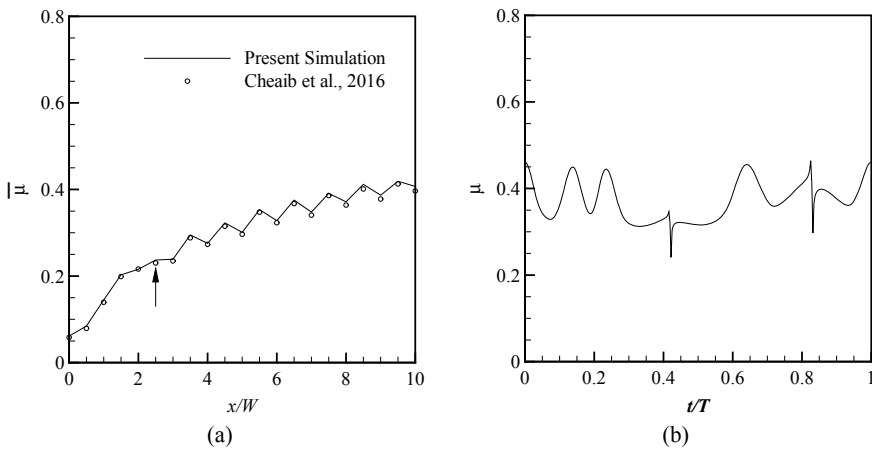 0.8
0.6
0.4
0.2
0
0 2 4 6 8 10
μ̅
x/W
Present Simulation
Cheaib et al., 2016
(a)
0.8
0.6
0.4
0.2
0
0 0.2 0.4 0.6 0.8 1
μ
t/T
(b)